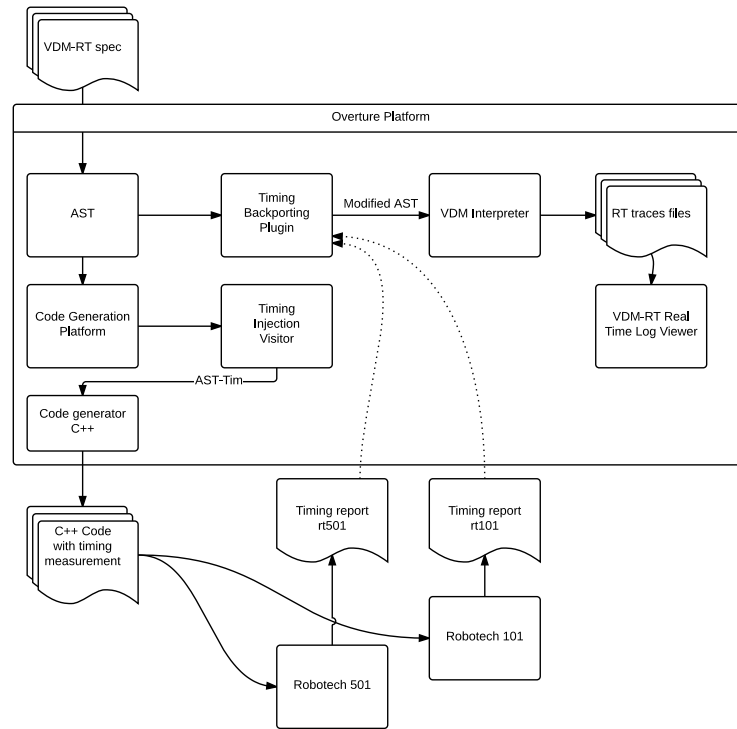 VDM-RT spec
Overture Platform
AST
Timing
Backporting
Plugin
Modified AST
VDM Interpreter
RT traces files
Code Generation
Platform
Timing
Injection
Visitor
VDM-RT Real
Time Log Viewer
AST-Tim
Code generator
C++
C++ Code
with timing
measurement
Timing report
rt501
Timing report
rt101
Robotech 101
Robotech 501